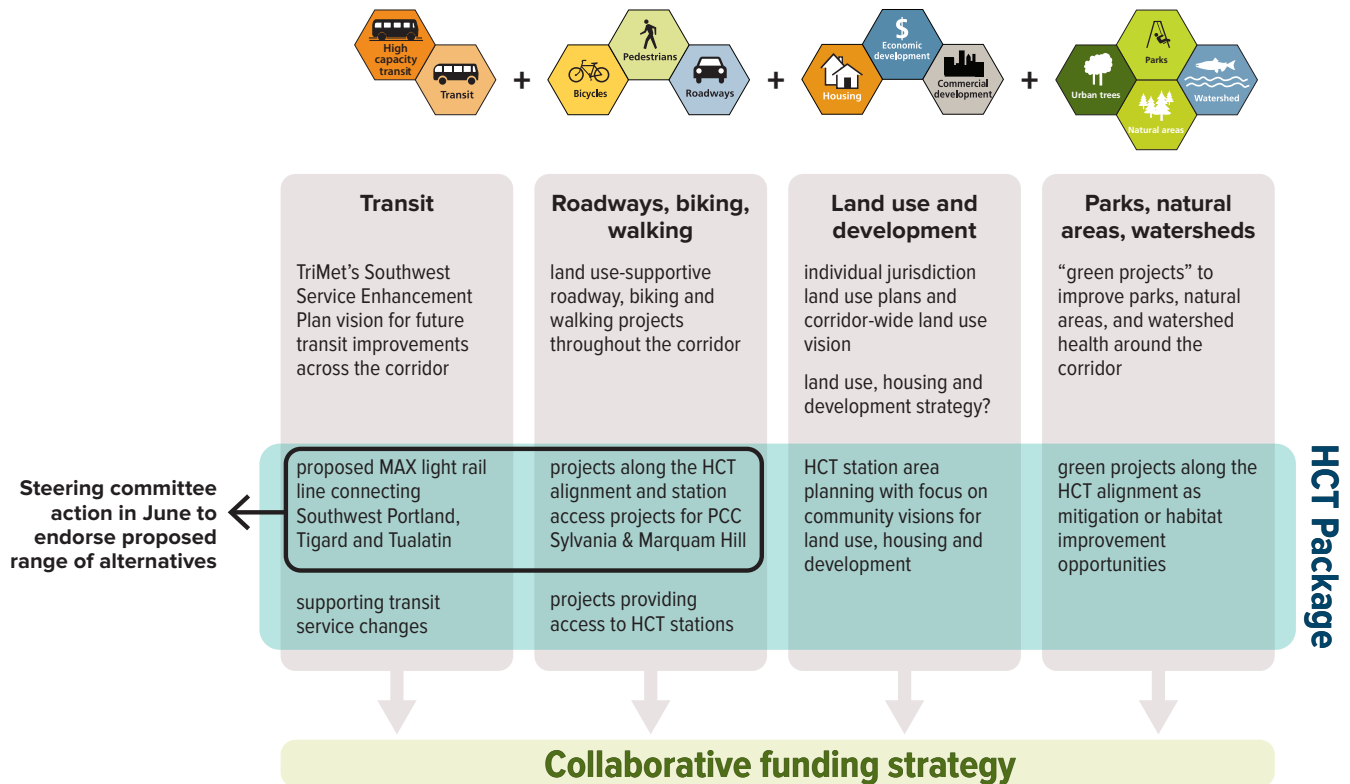 High
capacity
transit
Transit
+
Bicycles
Pedestrians
Roadways
+
Housing
$
Economic
development
Commercial
development
+
Urban trees
Parks
Natural areas
Watershed
Transit
TriMet’s Southwest
Service Enhancement
Plan vision for future
transit improvements
across the corridor
proposed MAX light rail
line connecting
Southwest Portland,
Tigard and Tualatin
supporting transit
service changes
Roadways, biking,
walking
land use-supportive
roadway, biking and
walking projects
throughout the corridor
projects along the HCT
alignment and station
access projects for PCC
Sylvania & Marquam Hill
projects providing
access to HCT stations
Land use and
development
individual jurisdiction
land use plans and
corridor-wide land use
vision
land use, housing and
development strategy?
HCT station area
planning with focus on
community visions for
land use, housing and
development
Parks, natural
areas, watersheds
“green projects” to
improve parks, natural
areas, and watershed
health around the
corridor
green projects along the
HCT alignment as
mitigation or habitat
improvement
opportunities
Steering committee
action in June to
endorse proposed
range of alternatives
HCT Package
Collaborative funding strategy